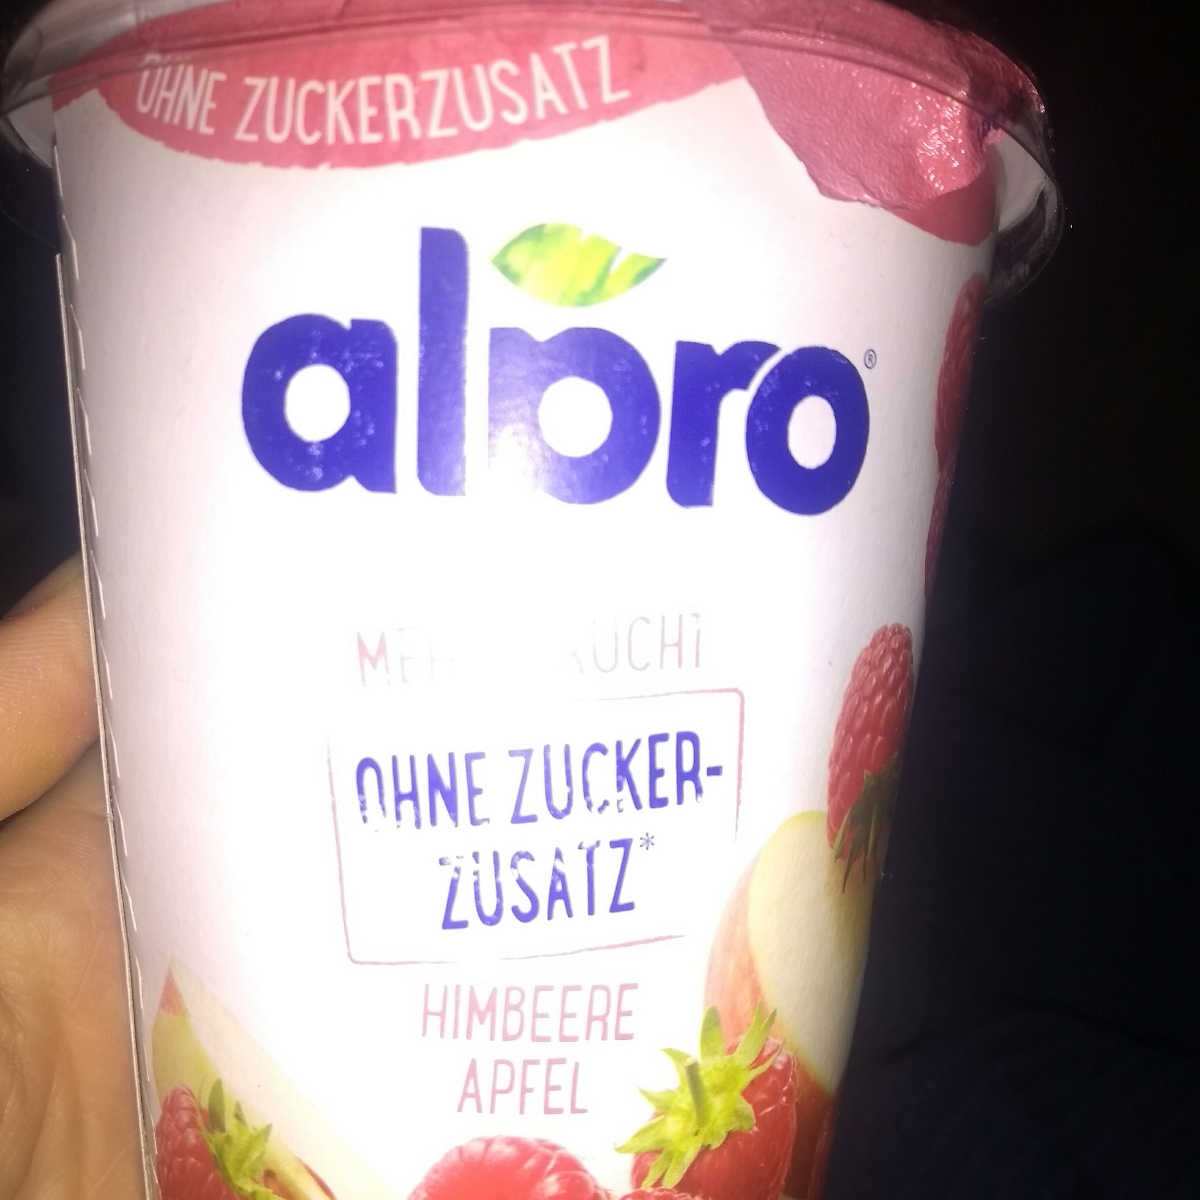 OHNE ZUCKERZUSATZ
alpro®
OHNE ZUCKER-
ZUSATZ*
HIMBEERE
APFEL